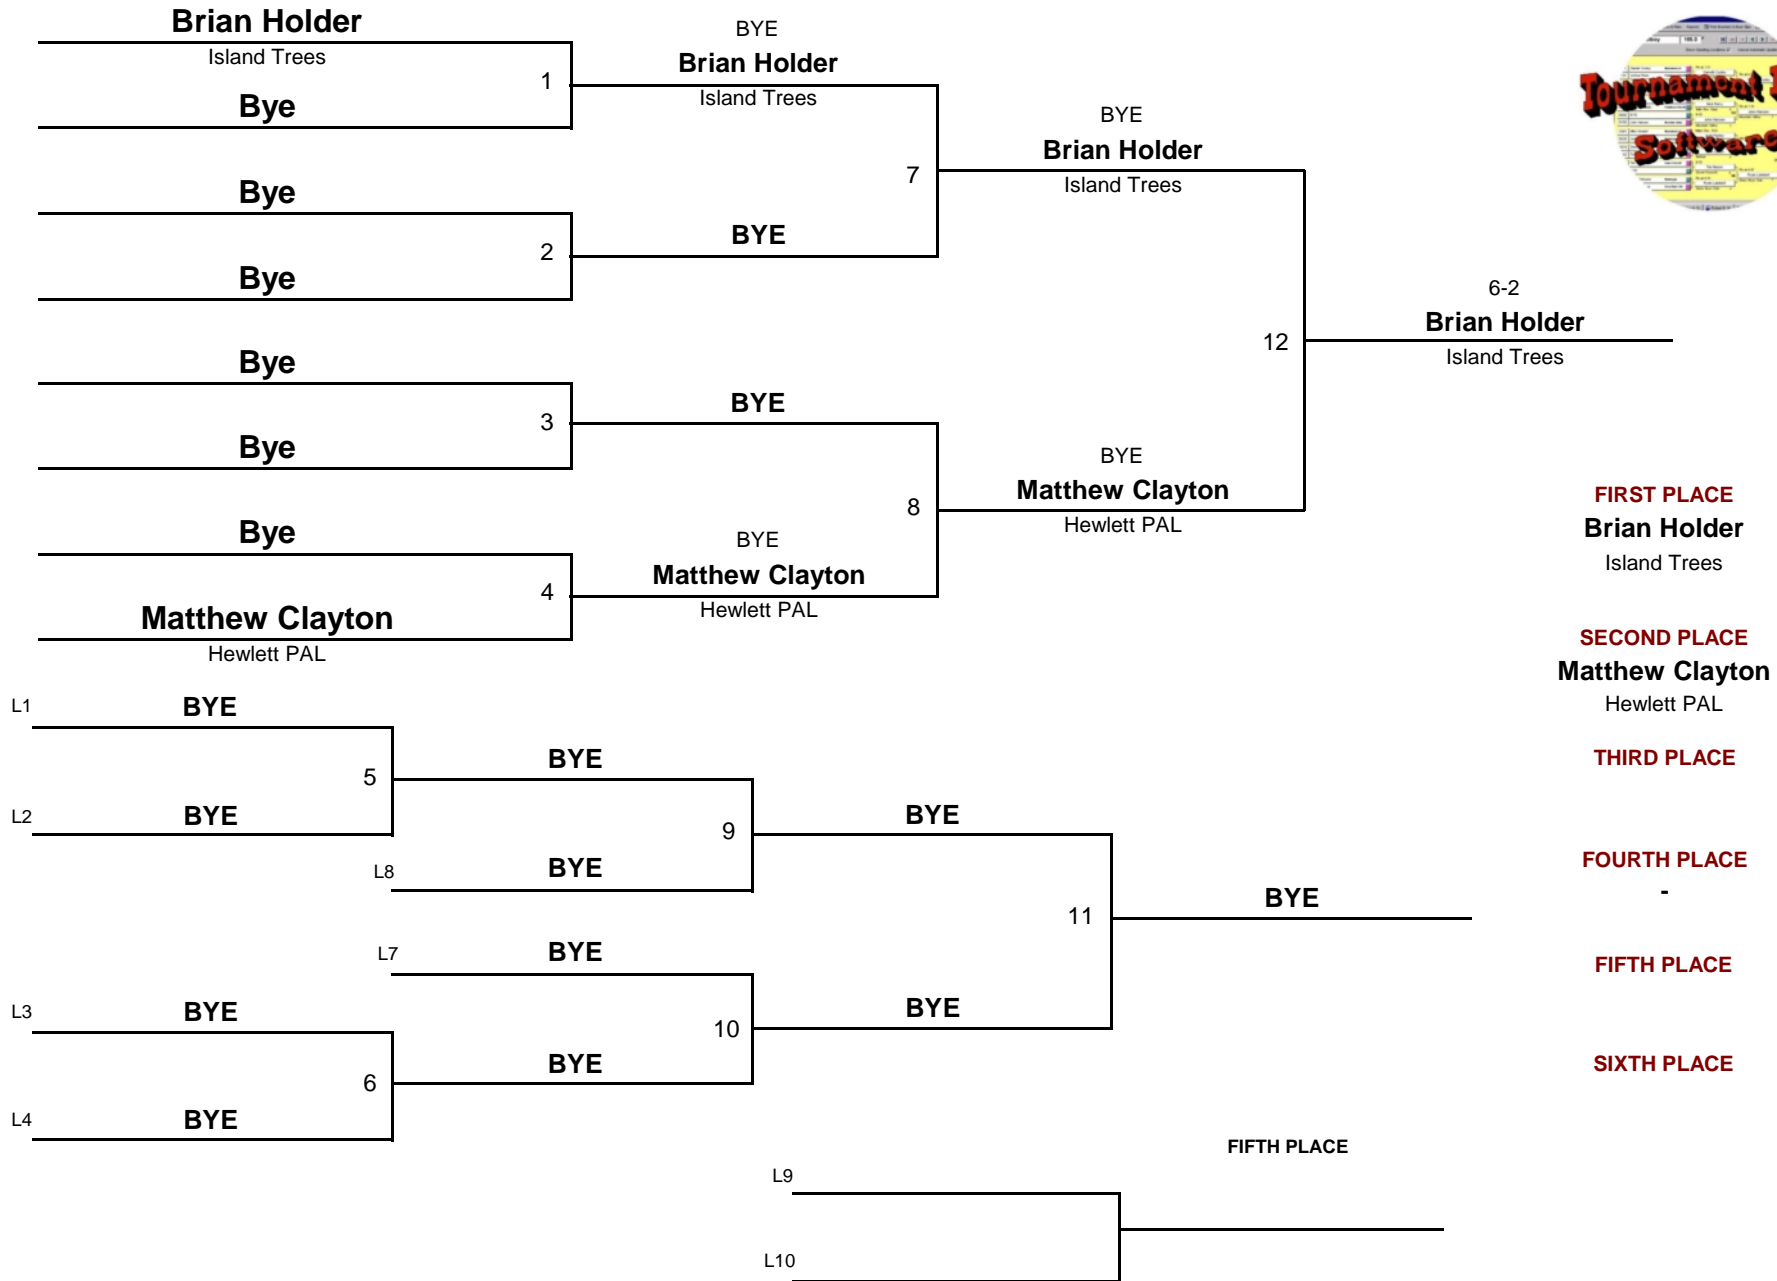 Brian Holder
Island Trees
1
Bye
Bye
2
Bye
Bye
3
Bye
Bye
4
Matthew Clayton
Hewlett PAL
BYE
Brian Holder
Island Trees
7
BYE
BYE
8
BYE
Matthew Clayton
Hewlett PAL
BYE
Brian Holder
Island Trees
12
BYE
Matthew Clayton
Hewlett PAL
6-2
Brian Holder
Island Trees
Tournament
Software
FIRST PLACE
Brian Holder
Island Trees
SECOND PLACE
Matthew Clayton
Hewlett PAL
THIRD PLACE
FOURTH PLACE
-
FIFTH PLACE
SIXTH PLACE
L1
BYE
5
L2
BYE
BYE
9
L8
BYE
BYE
11
BYE
L7
BYE
10
BYE
L3
BYE
6
BYE
L4
BYE
FIFTH PLACE
L9
L10